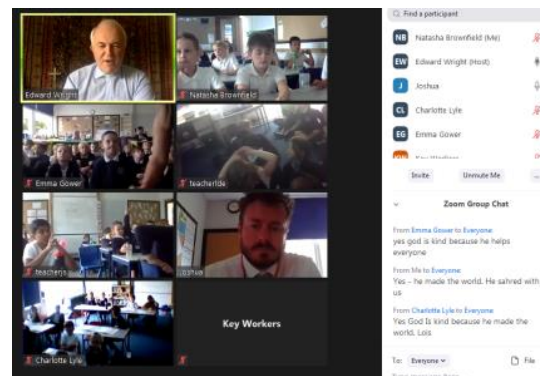 Edward Wright
Natasha Brownfield
Emma Gower
teacherlde
teacherjs
Joshua
Charlotte Lyle
Key Workers
Find a participant
NB Natasha Brownfield (Me)
EW Edward Wright (Host)
J Joshua
CL Charlotte Lyle
EG Emma Gower
Key Workers
Invite
Unmute Me
...
Zoom Group Chat
From Emma Gower to Everyone
yes god is kind because he helps
everyone
From Me to Everyone
Yes – he made the world. He sahred with
us
From Charlotte Lyle to Everyone
Yes God Is kind because he made the
world. Lois
To: Everyone
File